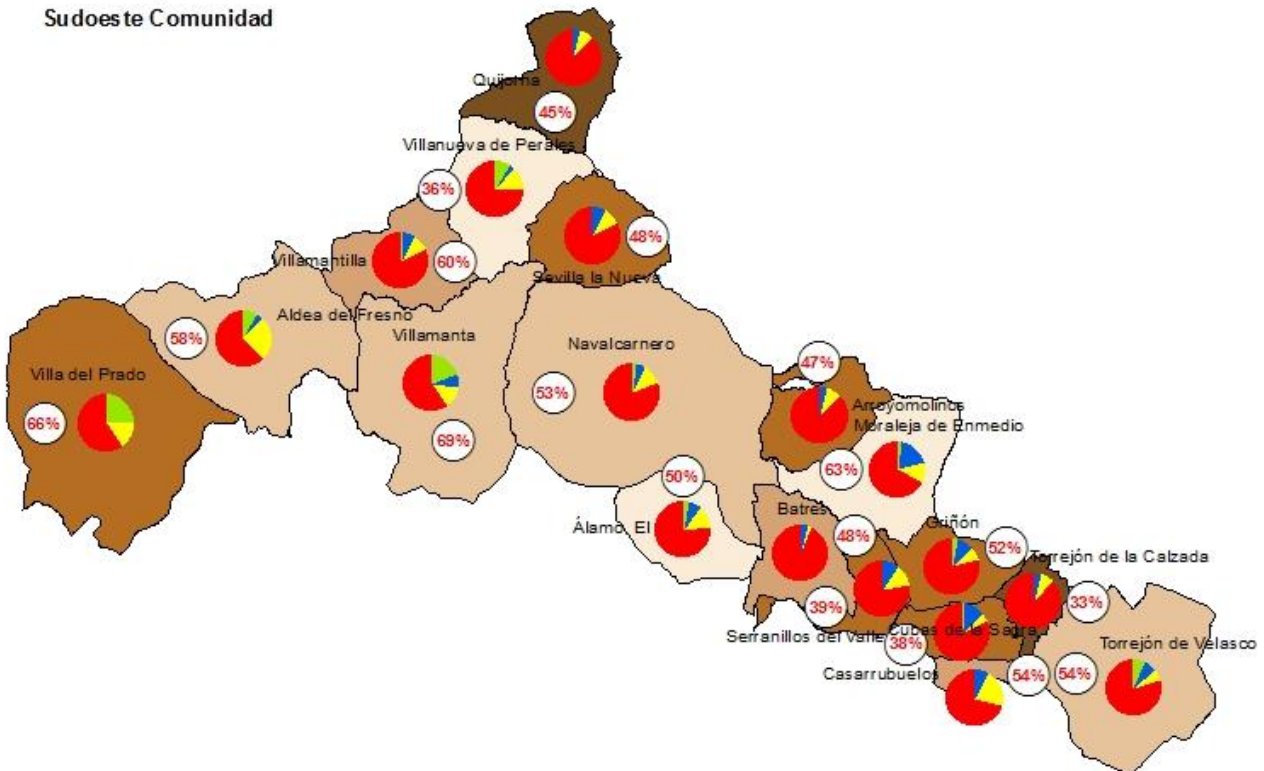 Sudoeste Comunidad
Quijorna
45%
Villanueva de Perales
36%
48%
Villamantilla
60%
Sevilla la Nueva
Aldea del Fresno
58%
Villamanta
Navalcarnero
47%
Villa del Prado
53%
Arroyomolinos
66%
Moraleja de Enmedio
69%
63%
50%
Batres
Griñón
Álamo, El
48%
52%
Torrejón de la Calzada
39%
33%
Serranillos del Valle
Cubas de la Sagra
38%
Torrejón de Velasco
Casarrubuelos
54%
54%